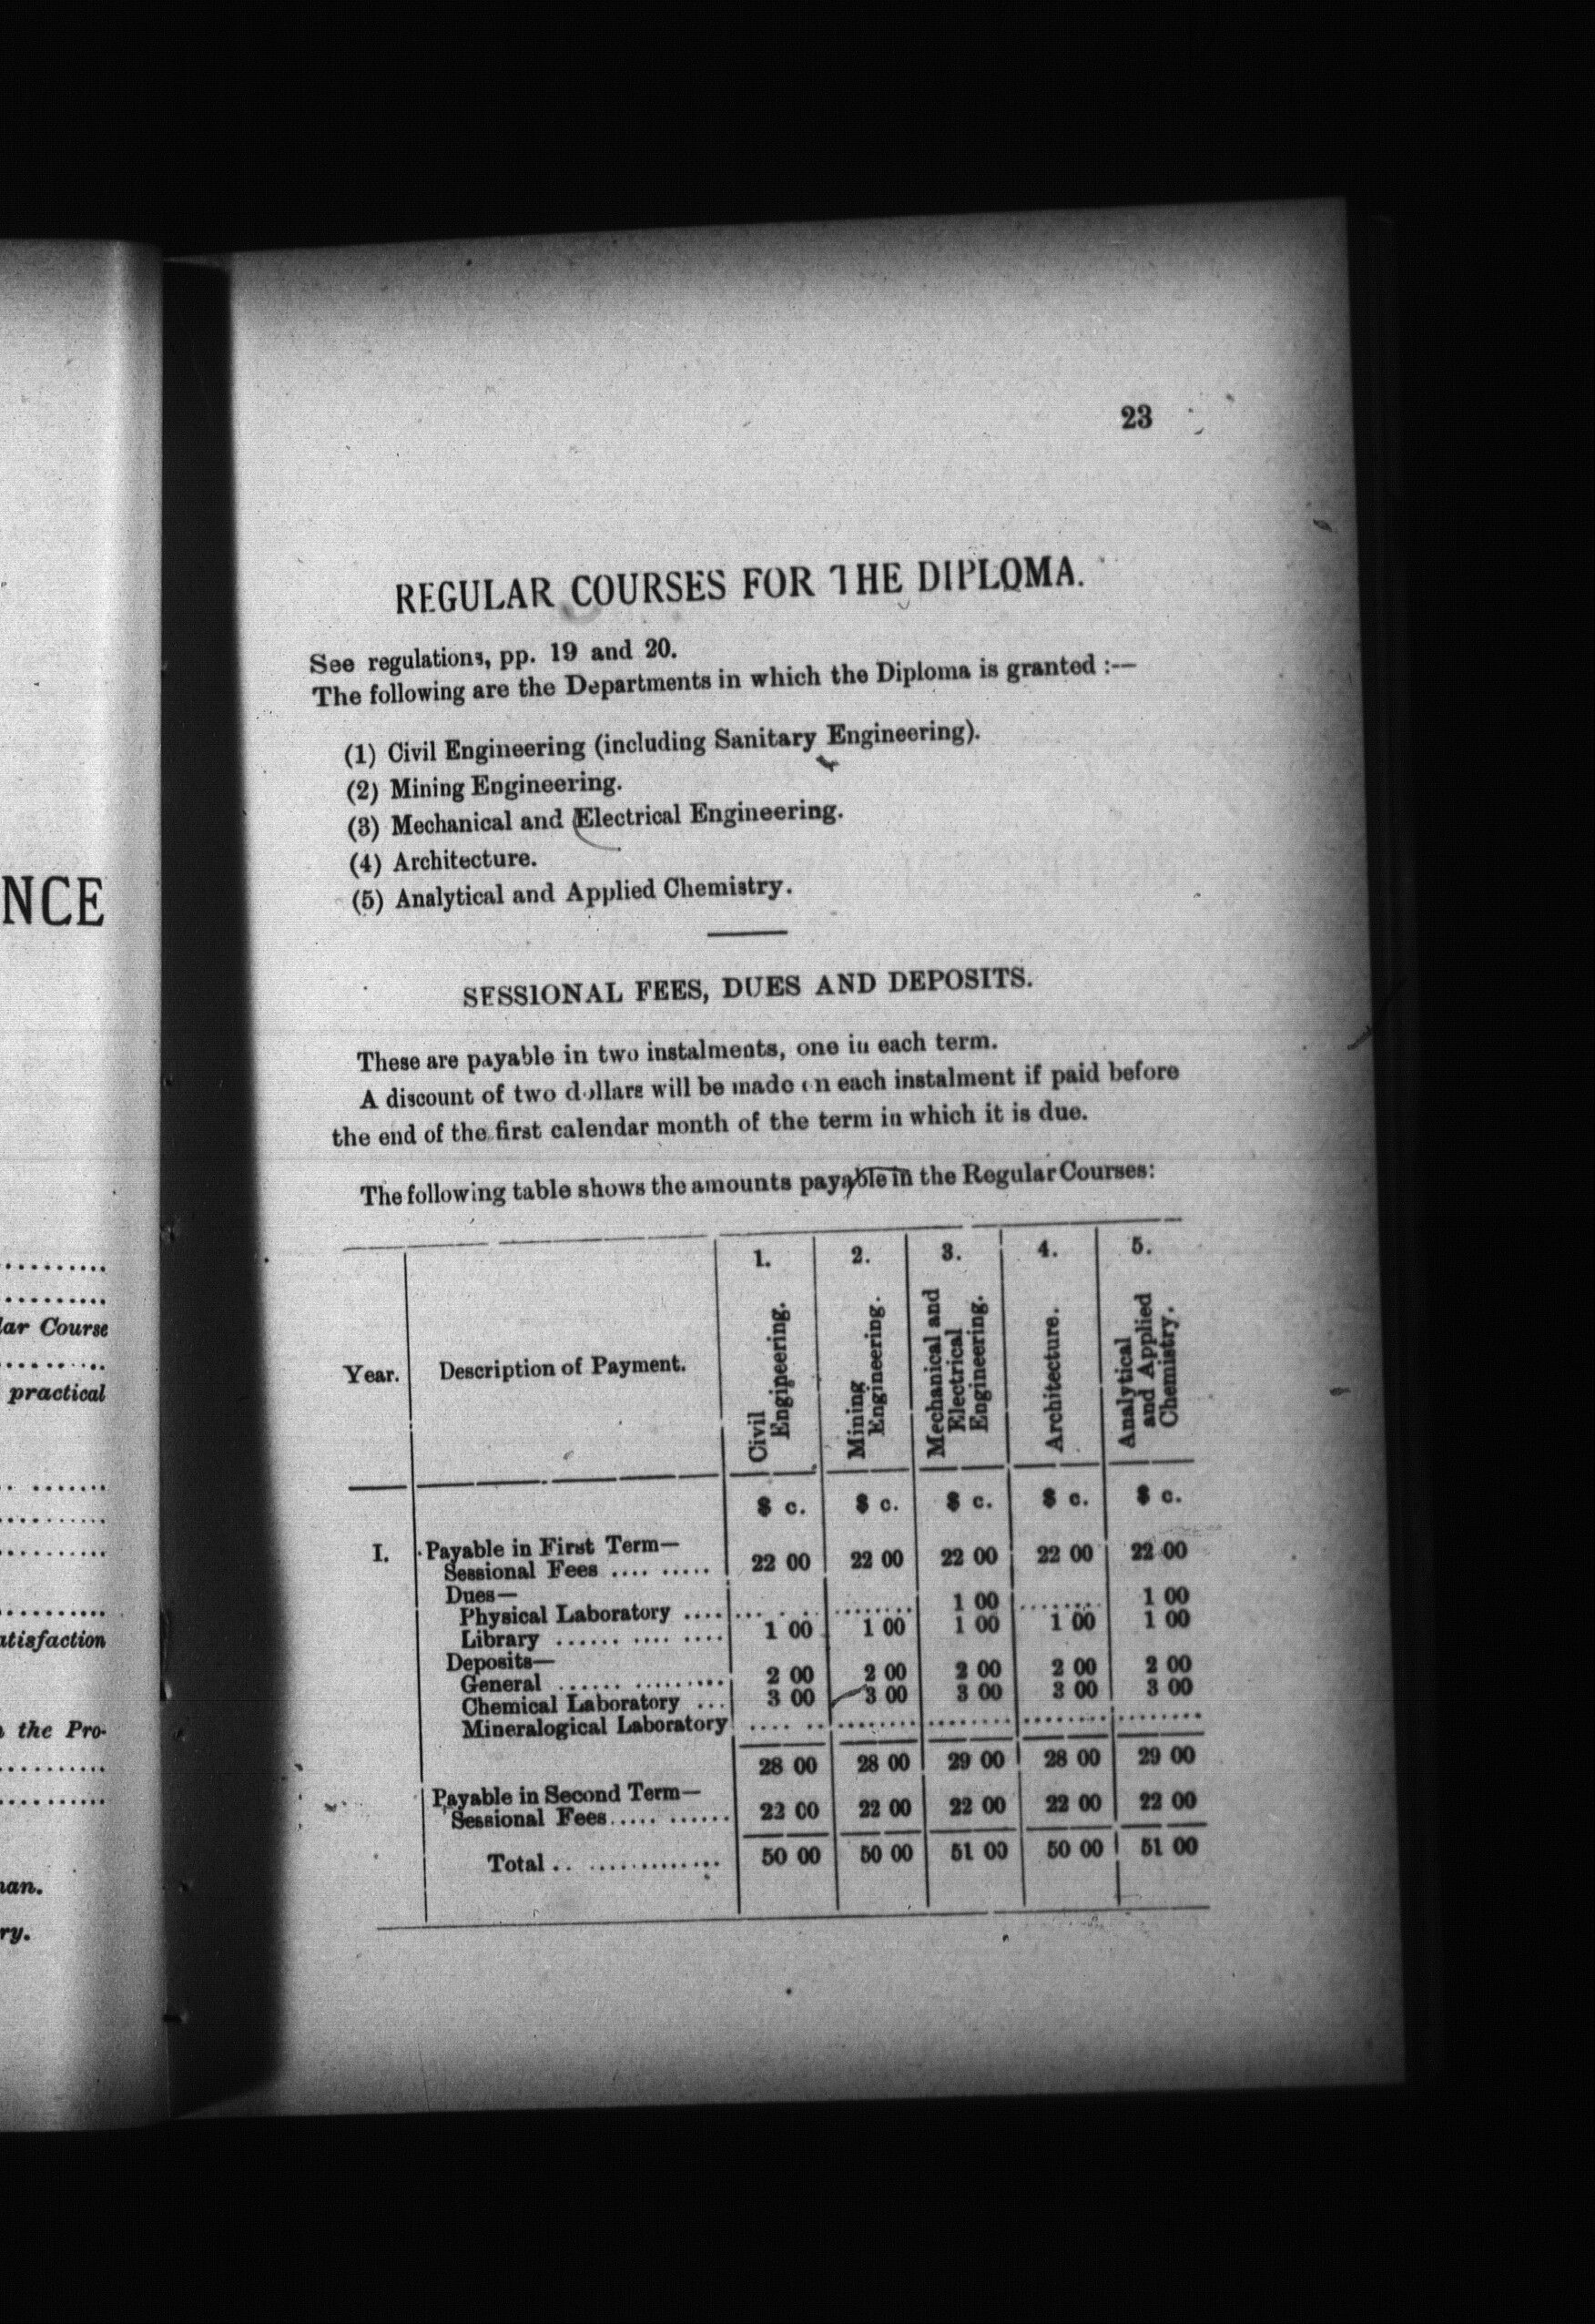 NCE
lar Course
practical
atisfaction
the Pro-
nan.
ry.
23
REGULAR COURSES FOR THE DIPLOMA.
See regulations, pp. 19 and 20.
The following are the Departments in which the Diploma is granted :—
(1) Civil Engineering (including Sanitary Engineering).
(2) Mining Engineering.
(3) Mechanical and Electrical Engineering.
(4) Architecture.
(5) Analytical and Applied Chemistry.
SESSIONAL FEES, DUES AND DEPOSITS.
These are payable in two instalments, one in each term.
A discount of two dollars will be made on each instalment if paid before
the end of the first calendar month of the term in which it is due.
The following table shows the amounts payable in the Regular Courses:
1. 2. 3. 4. 5.
Year. Description of Payment.
Civil
Engineering.
Mining
Engineering.
Mechanical and
Electrical
Engineering.
Architecture.
Analytical
and Applied
Chemistry.
$ c. $ c. $ c. $ c. $ c.
I. Payable in First Term—
Sessional Fees .... ..... 22 00 22 00 22 00 22 00 22 00
Dues—
Physical Laboratory .... ... . .. ........ 1 00 ........ 1 00
Library ...... .... .... 1 00 1 00 1 00 1 00 1 00
Deposits—
General ...... ......... 2 00 2 00 2 00 2 00 2 00
Chemical Laboratory ... 3 00 3 00 3 00 3 00 3 00
Mineralogical Laboratory .... .. ........ ........ ........ ........
28 00 28 00 29 00 28 00 29 00
Payable in Second Term—
Sessional Fees..... ...... 22 00 22 00 22 00 22 00 22 00
Total .. ............. 50 00 50 00 51 00 50 00 51 00